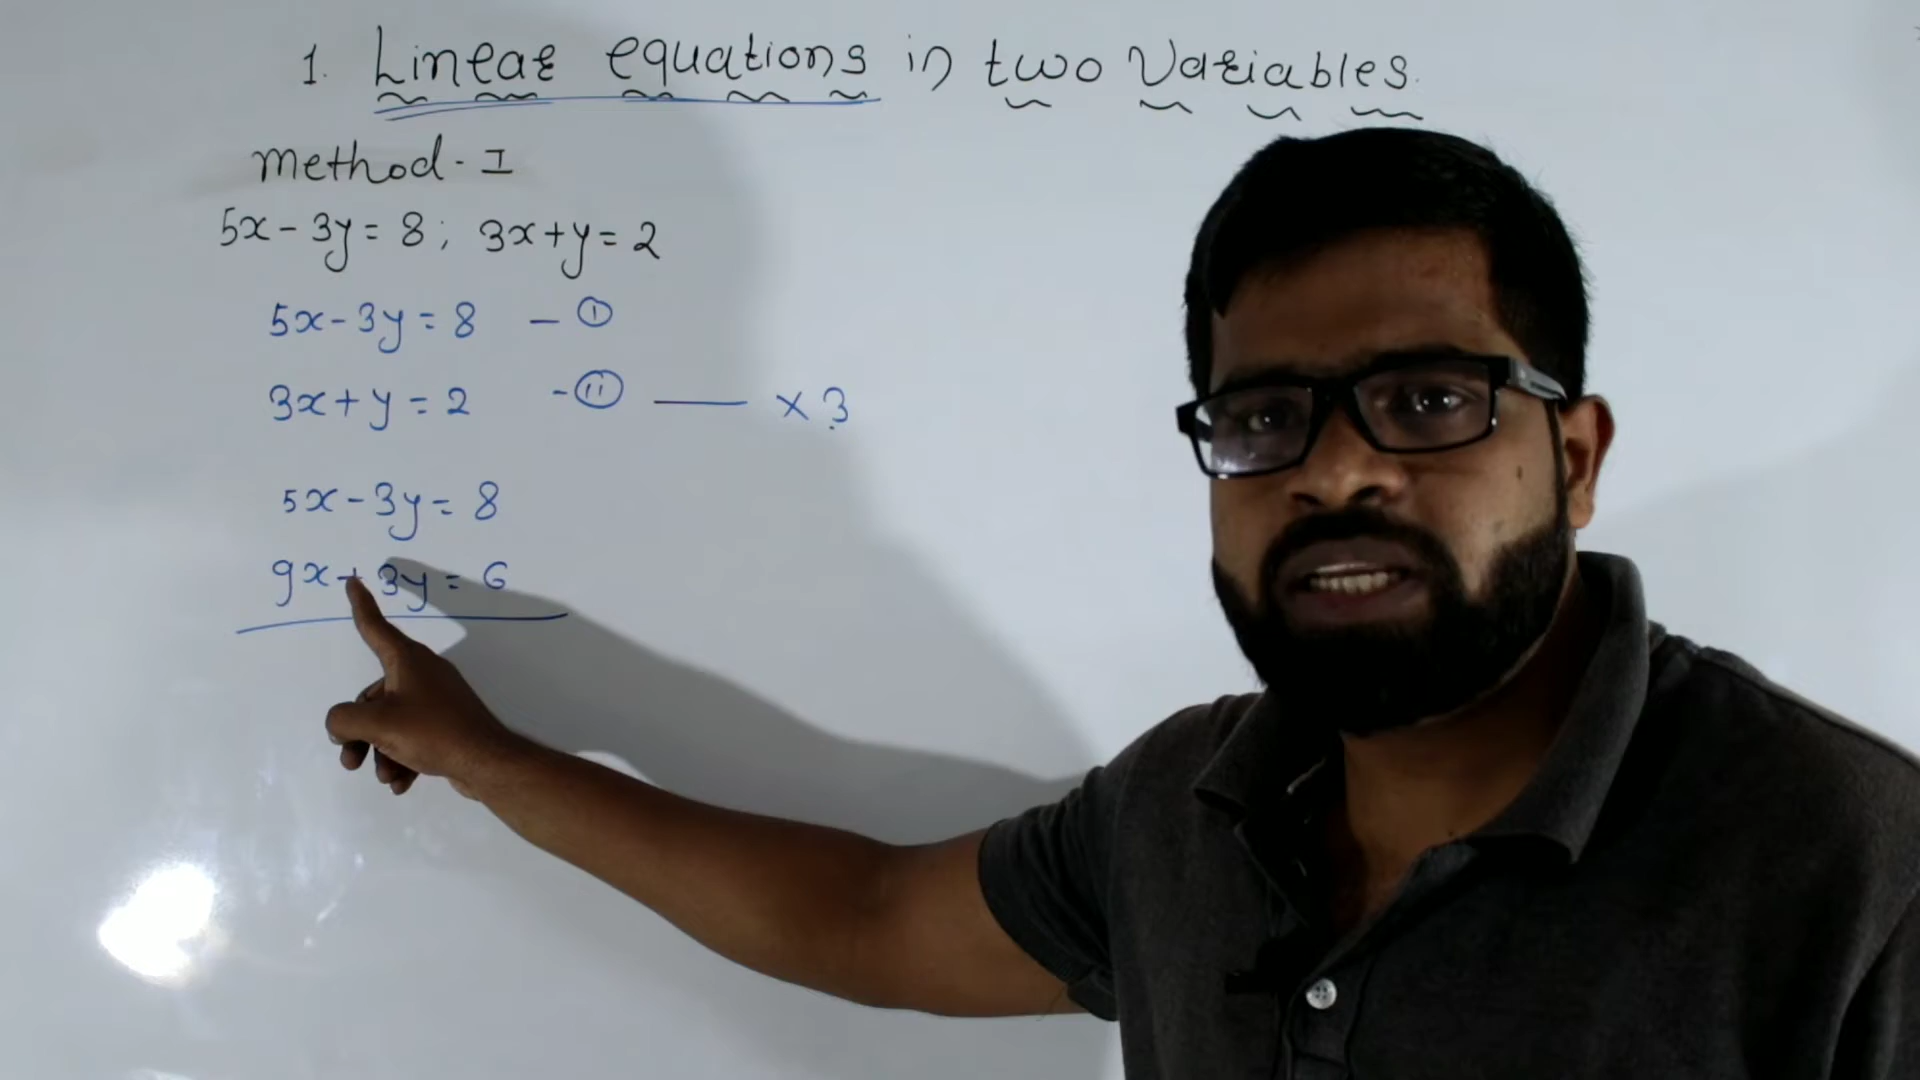 1. Linear equations in two Variables.
Method - I
5x - 3y = 8 ; 3x + y = 2
5x - 3y = 8 — ①
3x + y = 2 - ⓘⓘ —— × 3
5x - 3y = 8
9x + 3y = 6